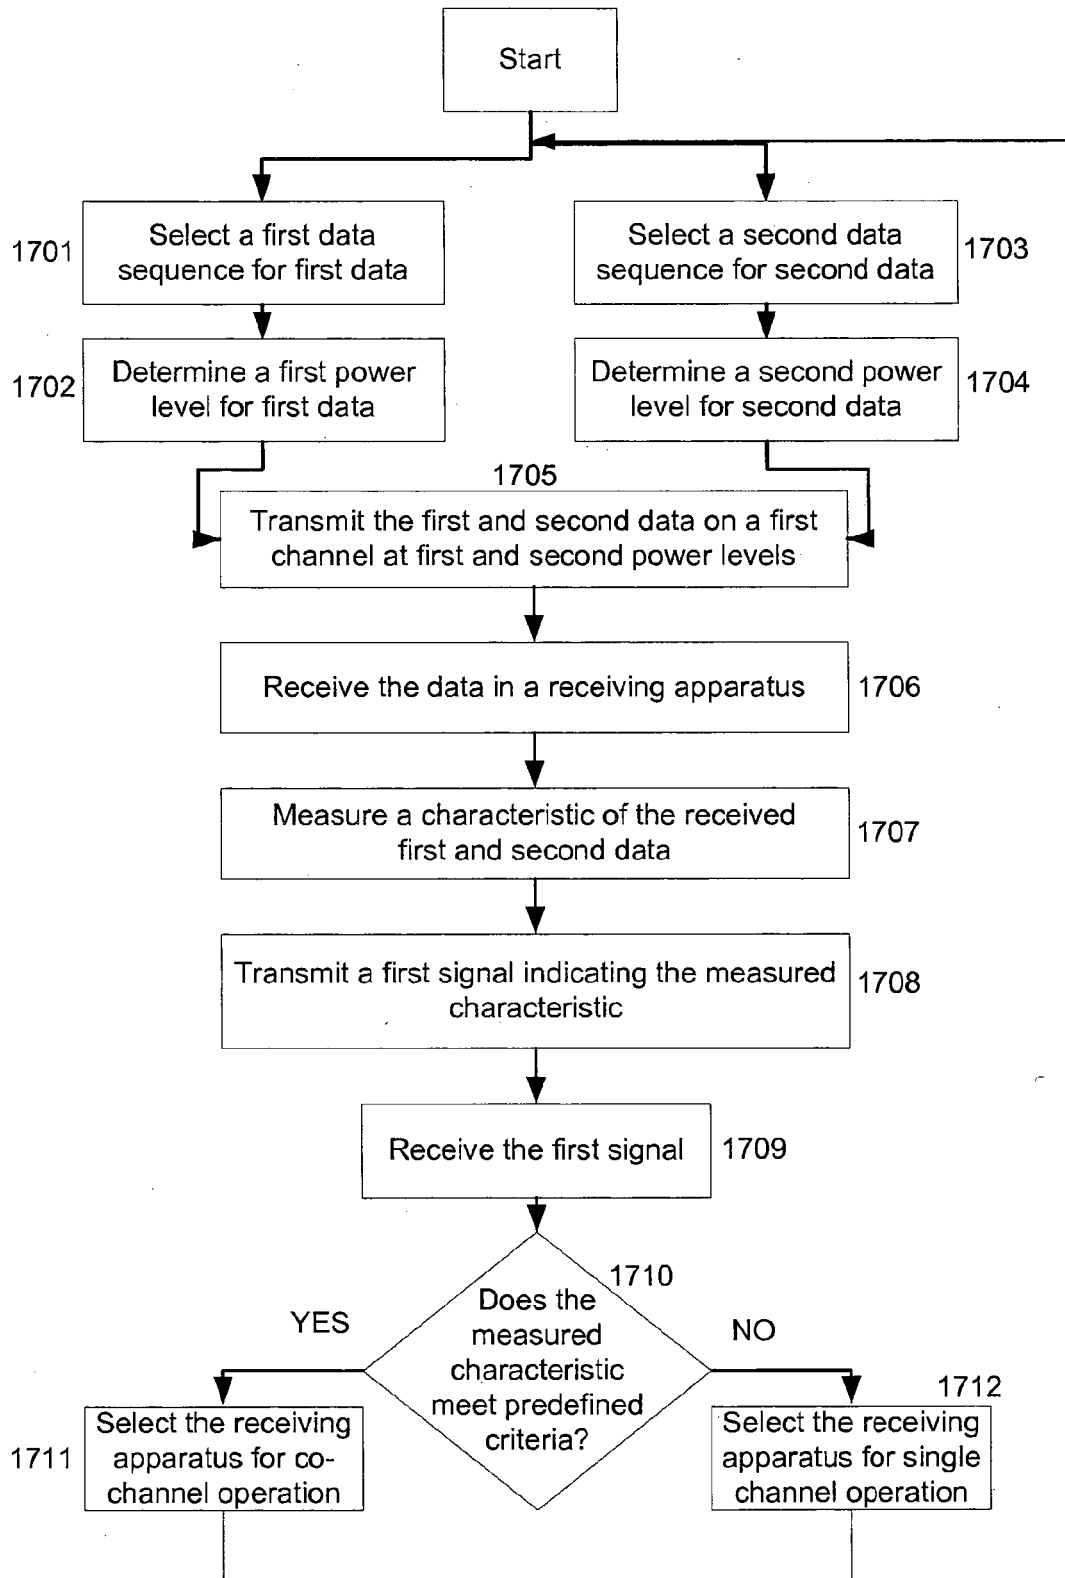 Start
1701
Select a first data
sequence for first data
Select a second data
sequence for second data
1703
1702
Determine a first power
level for first data
Determine a second power
level for second data
1704
1705
Transmit the first and second data on a first
channel at first and second power levels
Receive the data in a receiving apparatus
1706
Measure a characteristic of the received
first and second data
1707
Transmit a first signal indicating the measured
characteristic
1708
Receive the first signal
1709
1710
Does the
measured
characteristic
meet predefined
criteria?
YES
NO
1711
Select the receiving
apparatus for co-
channel operation
1712
Select the receiving
apparatus for single
channel operation